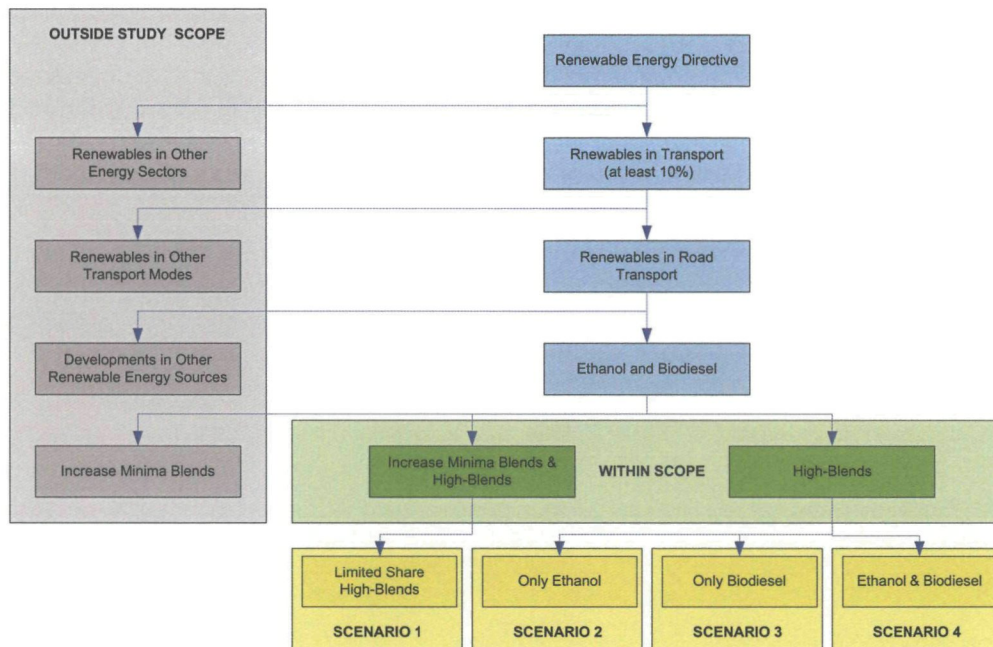 OUTSIDE STUDY SCOPE
Renewable Energy Directive
Renewables in Other
Energy Sectors
Rnewables in Transport
(at least 10%)
Renewables in Other
Transport Modes
Renewables in Road
Transport
Developments in Other
Renewable Energy Sources
Ethanol and Biodiesel
Increase Minima Blends
Increase Minima Blends &
High-Blends
WITHIN SCOPE
High-Blends
Limited Share
High-Blends
SCENARIO 1
Only Ethanol
SCENARIO 2
Only Biodiesel
SCENARIO 3
Ethanol & Biodiesel
SCENARIO 4